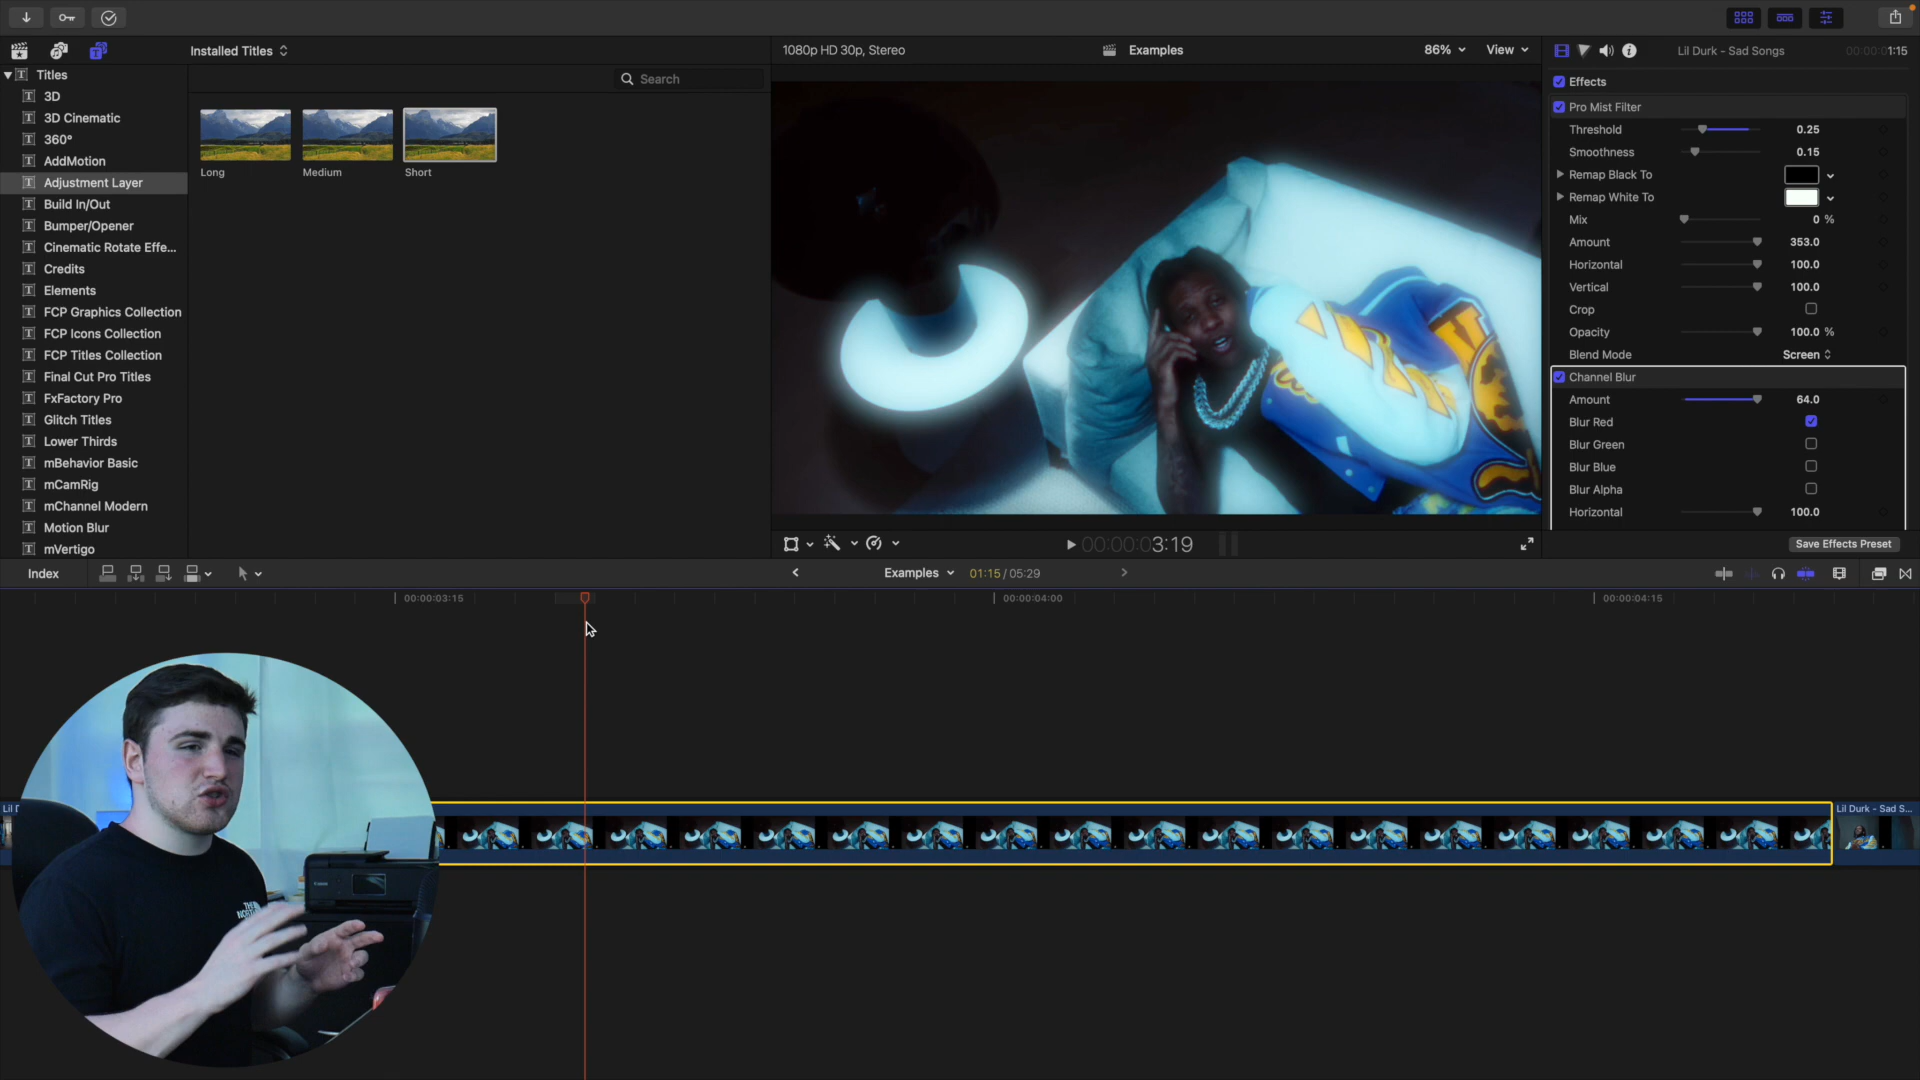 Installed Titles
1080p HD 30p, Stereo
Examples
86%
View
Lil Durk - Sad Songs
00:00:01:15
Titles
3D
3D Cinematic
360°
AddMotion
Adjustment Layer
Build In/Out
Bumper/Opener
Cinematic Rotate Effe...
Credits
Elements
FCP Graphics Collection
FCP Icons Collection
FCP Titles Collection
Final Cut Pro Titles
FxFactory Pro
Glitch Titles
Lower Thirds
mBehavior Basic
mCamRig
mChannel Modern
Motion Blur
mVertigo
Search
Long
Medium
Short
Effects
Pro Mist Filter
Threshold 0.25
Smoothness 0.15
Remap Black To
Remap White To
Mix 0 %
Amount 353.0
Horizontal 100.0
Vertical 100.0
Crop
Opacity 100.0 %
Blend Mode Screen
Channel Blur
Amount 64.0
Blur Red
Blur Green
Blur Blue
Blur Alpha
Horizontal 100.0
Save Effects Preset
00:00:03:19
Index
Examples
01:15 / 05:29
00:00:03:15
00:00:04:00
00:00:04:15
Lil Durk - Sad S...
Canon
THE